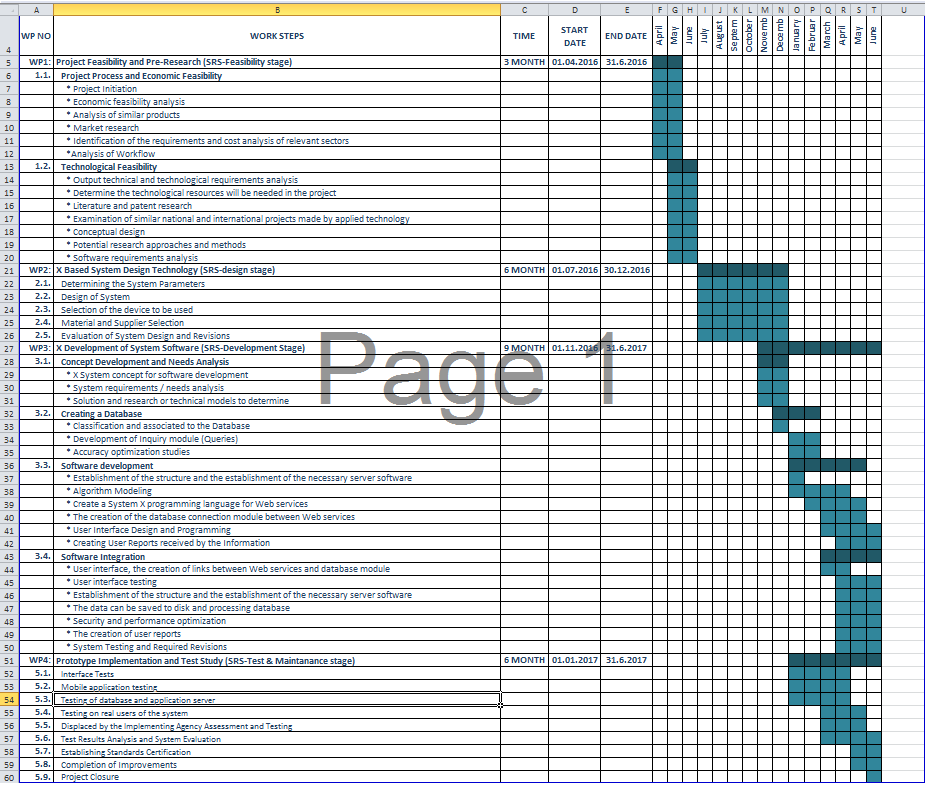 A B C D E F G H I J K L M N O P Q R S T U
4 WP NO WORK STEPS TIME START DATE END DATE April May June July August Septem October Novemb Decemb January Februar March April May June
5 WP1: Project Feasibility and Pre-Research (SRS-Feasibility stage) 3 MONTH 01.04.2016 31.6.2016
6 1.1. Project Process and Economic Feasibility
7 * Project Initiation
8 * Economic feasibility analysis
9 * Analysis of similar products
10 * Market research
11 * Identification of the requirements and cost analysis of relevant sectors
12 *Analysis of Workflow
13 1.2. Technological Feasibility
14 * Output technical and technological requirements analysis
15 * Determine the technological resources will be needed in the project
16 * Literature and patent research
17 * Examination of similar national and international projects made by applied technology
18 * Conceptual design
19 * Potential research approaches and methods
20 * Software requirements analysis
21 WP2: X Based System Design Technology (SRS-design stage) 6 MONTH 01.07.2016 30.12.2016
22 2.1. Determining the System Parameters
23 2.2. Design of System
24 2.3. Selection of the device to be used
25 2.4. Material and Supplier Selection
26 2.5. Evaluation of System Design and Revisions
27 WP3: X Development of System Software (SRS-Development Stage) 9 MONTH 01.11.2016 31.6.2017
28 3.1. Concept Development and Needs Analysis
29 * X System concept for software development
30 * System requirements / needs analysis
31 * Solution and research or technical models to determine
32 3.2. Creating a Database
33 * Classification and associated to the Database
34 * Development of Inquiry module (Queries)
35 * Accuracy optimization studies
36 3.3. Software development
37 * Establishment of the structure and the establishment of the necessary server software
38 * Algorithm Modeling
39 * Create a System X programming language for Web services
40 * The creation of the database connection module between Web services
41 * User Interface Design and Programming
42 * Creating User Reports received by the Information
43 3.4. Software Integration
44 * User interface, the creation of links between Web services and database module
45 * User interface testing
46 * Establishment of the structure and the establishment of the necessary server software
47 * The data can be saved to disk and processing database
48 * Security and performance optimization
49 * The creation of user reports
50 * System Testing and Required Revisions
51 WP4: Prototype Implementation and Test Study (SRS-Test & Maintanance stage) 6 MONTH 01.01.2017 31.6.2017
52 5.1. Interface Tests
53 5.2. Mobile application testing
54 5.3. Testing of database and application server
55 5.4. Testing on real users of the system
56 5.5. Displaced by the Implementing Agency Assessment and Testing
57 5.6. Test Results Analysis and System Evaluation
58 5.7. Establishing Standards Certification
59 5.8. Completion of Improvements
60 5.9. Project Closure
Page 1